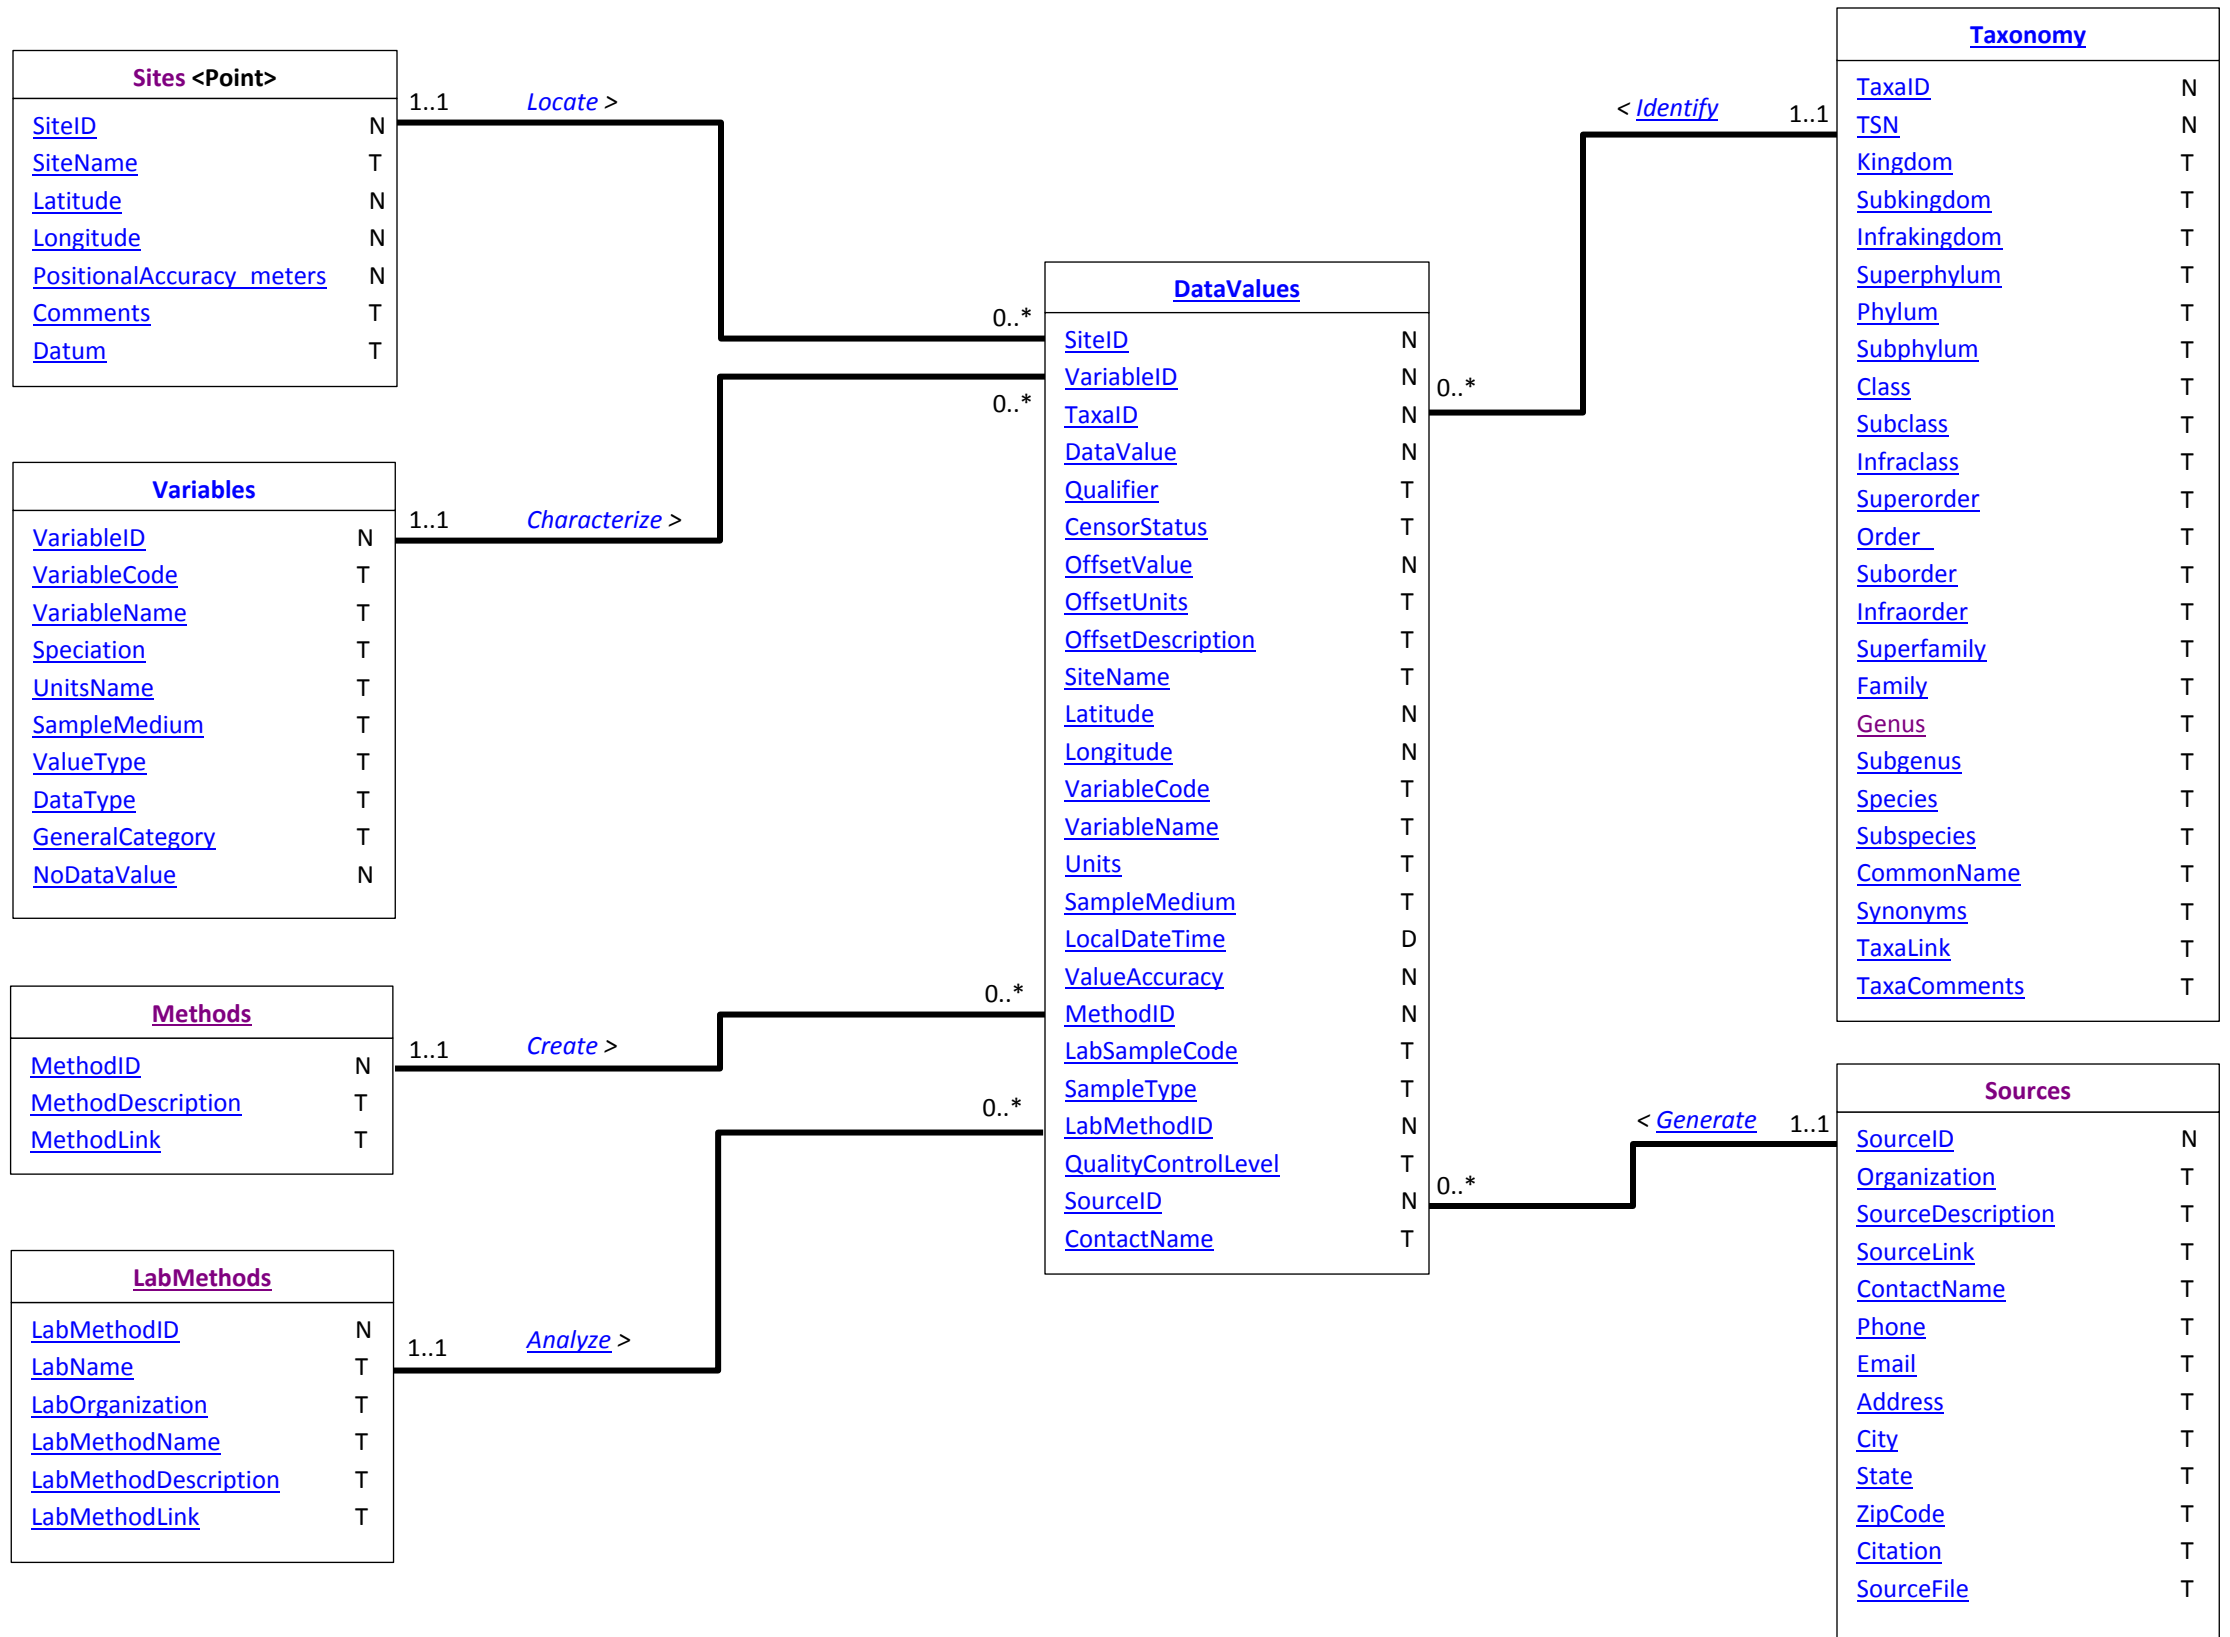 Sites <Point>
SiteID N
SiteName T
Latitude N
Longitude N
PositionalAccuracy_meters N
Comments T
Datum T
1..1
Locate >
0..*
Variables
VariableID N
VariableCode T
VariableName T
Speciation T
UnitsName T
SampleMedium T
ValueType T
DataType T
GeneralCategory T
NoDataValue N
1..1
Characterize >
0..*
Methods
MethodID N
MethodDescription T
MethodLink T
1..1
Create >
0..*
LabMethods
LabMethodID N
LabName T
LabOrganization T
LabMethodName T
LabMethodDescription T
LabMethodLink T
1..1
Analyze >
0..*
DataValues
SiteID N
VariableID N
TaxaID N
DataValue N
Qualifier T
CensorStatus T
OffsetValue N
OffsetUnits T
OffsetDescription T
SiteName T
Latitude N
Longitude N
VariableCode T
VariableName T
Units T
SampleMedium T
LocalDateTime D
ValueAccuracy N
MethodID N
LabSampleCode T
SampleType T
LabMethodID N
QualityControlLevel T
SourceID N
ContactName T
0..*
< Identify
1..1
Taxonomy
TaxaID N
TSN N
Kingdom T
Subkingdom T
Infrakingdom T
Superphylum T
Phylum T
Subphylum T
Class T
Subclass T
Infraclass T
Superorder T
Order_ T
Suborder T
Infraorder T
Superfamily T
Family T
Genus T
Subgenus T
Species T
Subspecies T
CommonName T
Synonyms T
TaxaLink T
TaxaComments T
0..*
< Generate
1..1
Sources
SourceID N
Organization T
SourceDescription T
SourceLink T
ContactName T
Phone T
Email T
Address T
City T
State T
ZipCode T
Citation T
SourceFile T